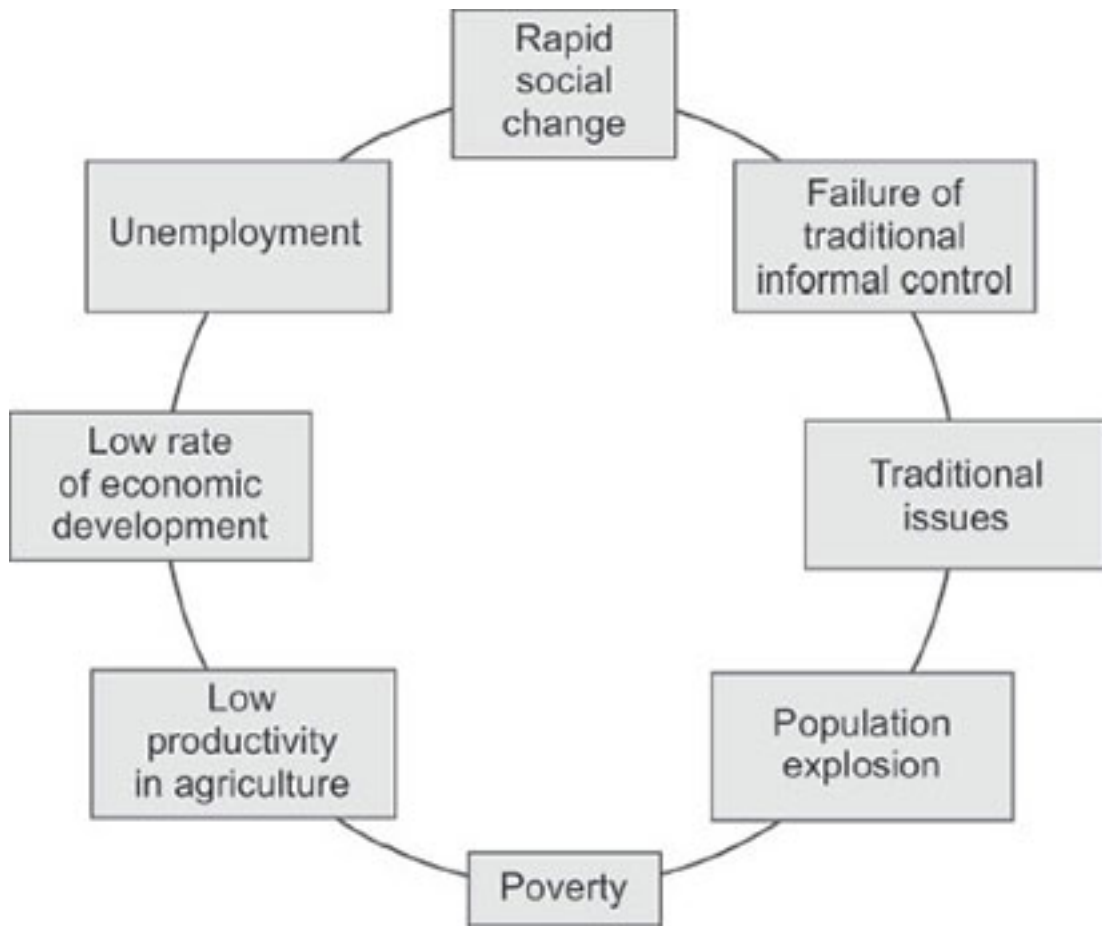 Rapid
social
change
Failure of
traditional
informal control
Traditional
issues
Population
explosion
Poverty
Low
productivity
in agriculture
Low rate
of economic
development
Unemployment